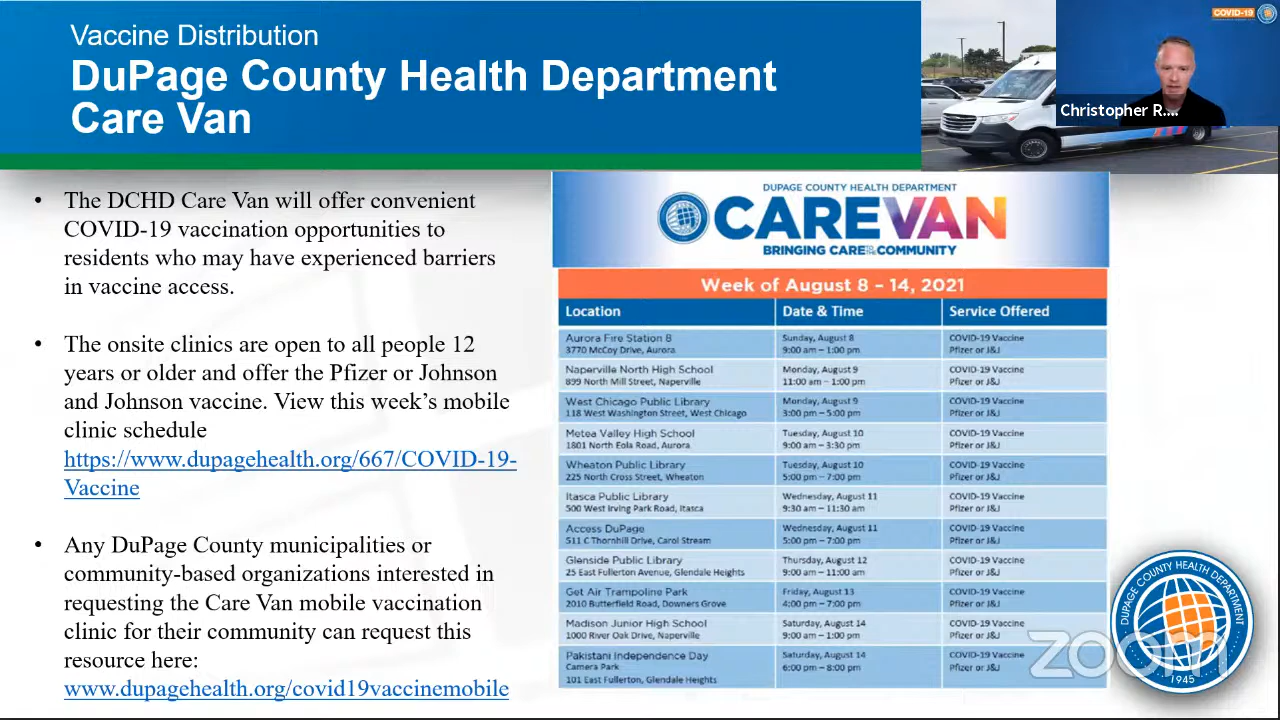 Vaccine Distribution
DuPage County Health Department
Care Van
COVID-19
Christopher R....
• The DCHD Care Van will offer convenient
COVID-19 vaccination opportunities to
residents who may have experienced barriers
in vaccine access.
• The onsite clinics are open to all people 12
years or older and offer the Pfizer or Johnson
and Johnson vaccine. View this week's mobile
clinic schedule
https://www.dupagehealth.org/667/COVID-19-
Vaccine
• Any DuPage County municipalities or
community-based organizations interested in
requesting the Care Van mobile vaccination
clinic for their community can request this
resource here:
www.dupagehealth.org/covid19vaccinemobile
DUPAGE COUNTY HEALTH DEPARTMENT
CAREVAN
BRINGING CARE TO THE COMMUNITY
Week of August 8 - 14, 2021
Location Date & Time Service Offered
Aurora Fire Station 8 Sunday, August 8 COVID-19 Vaccine
3770 McCoy Drive, Aurora 9:00 am – 1:00 pm Pfizer or J&J
Naperville North High School Monday, August 9 COVID-19 Vaccine
899 North Mill Street, Naperville 11:00 am – 1:00 pm Pfizer or J&J
West Chicago Public Library Monday, August 9 COVID-19 Vaccine
118 West Washington Street, West Chicago 3:00 pm – 5:00 pm Pfizer or J&J
Metea Valley High School Tuesday, August 10 COVID-19 Vaccine
1801 North Eola Road, Aurora 9:00 am – 3:30 pm Pfizer or J&J
Wheaton Public Library Tuesday, August 10 COVID-19 Vaccine
225 North Cross Street, Wheaton 5:00 pm – 7:00 pm Pfizer or J&J
Itasca Public Library Wednesday, August 11 COVID-19 Vaccine
500 West Irving Park Road, Itasca 9:30 am – 11:30 am Pfizer or J&J
Access DuPage Wednesday, August 11 COVID-19 Vaccine
511 C Thornhill Drive, Carol Stream 5:00 pm – 7:00 pm Pfizer or J&J
Glenside Public Library Thursday, August 12 COVID-19 Vaccine
25 East Fullerton Avenue, Glendale Heights 9:00 am – 11:00 am Pfizer or J&J
Get Air Trampoline Park Friday, August 13 COVID-19 Vaccine
2010 Butterfield Road, Downers Grove 4:00 pm – 7:00 pm Pfizer or J&J
Madison Junior High School Saturday, August 14 COVID-19 Vaccine
1000 River Oak Drive, Naperville 9:00 am – 1:00 pm Pfizer or J&J
Pakistani Independence Day Saturday, August 14 COVID-19 Vaccine
Camera Park 6:00 pm – 8:00 pm Pfizer or J&J
101 East Fullerton, Glendale Heights
DUPAGE COUNTY HEALTH DEPARTMENT
1945
zoom